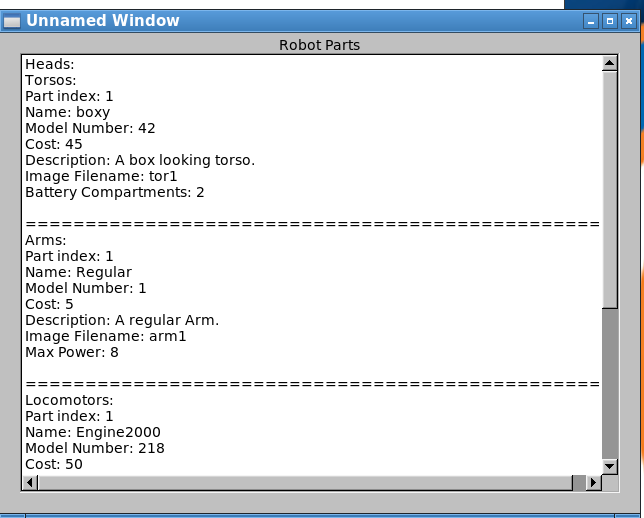 Unnamed Window
Robot Parts
Heads:
Torsos:
Part index: 1
Name: boxy
Model Number: 42
Cost: 45
Description: A box looking torso.
Image Filename: tor1
Battery Compartments: 2
================================================
Arms:
Part index: 1
Name: Regular
Model Number: 1
Cost: 5
Description: A regular Arm.
Image Filename: arm1
Max Power: 8
================================================
Locomotors:
Part index: 1
Name: Engine2000
Model Number: 218
Cost: 50